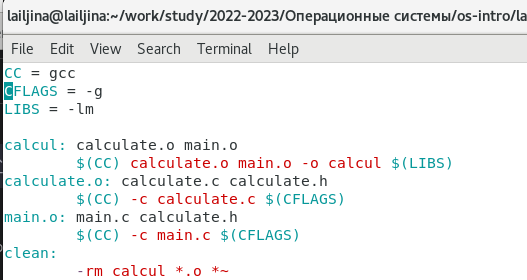 lailjina@lailjina:~/work/study/2022-2023/Операционные системы/os-intro/la
File Edit View Search Terminal Help
CC = gcc
CFLAGS = -g
LIBS = -lm
calcul: calculate.o main.o
$(CC) calculate.o main.o -o calcul $(LIBS)
calculate.o: calculate.c calculate.h
$(CC) -c calculate.c $(CFLAGS)
main.o: main.c calculate.h
$(CC) -c main.c $(CFLAGS)
clean:
-rm calcul *.o *~